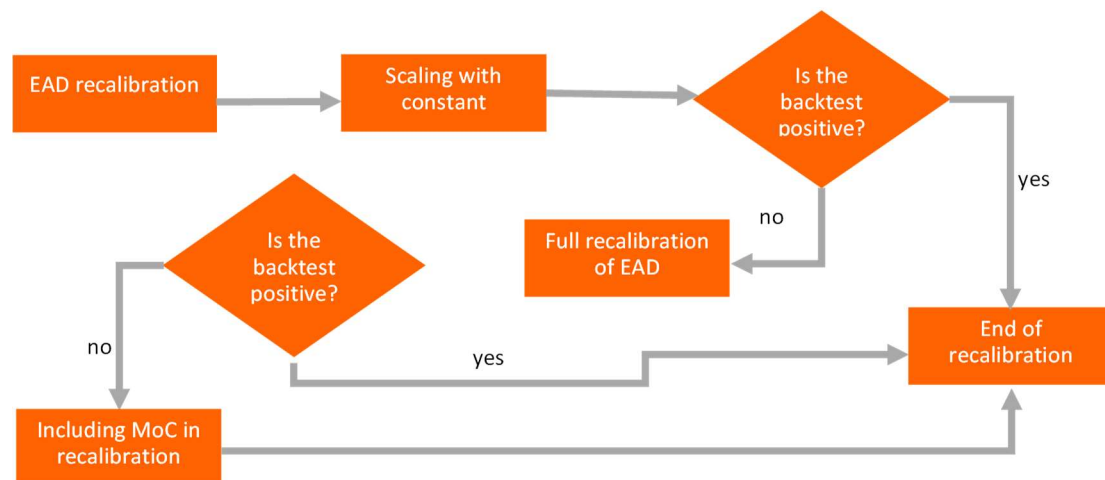 EAD recalibration
Scaling with
constant
Is the
backtest
positive?
yes
no
Full recalibration
of EAD
Is the
backtest
positive?
no
yes
End of
recalibration
Including MoC in
recalibration